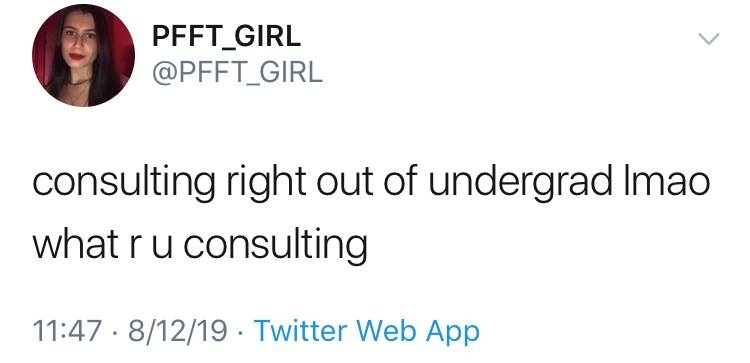 PFFT_GIRL
@PFFT_GIRL
consulting right out of undergrad lmao
what r u consulting
11:47 · 8/12/19 · Twitter Web App